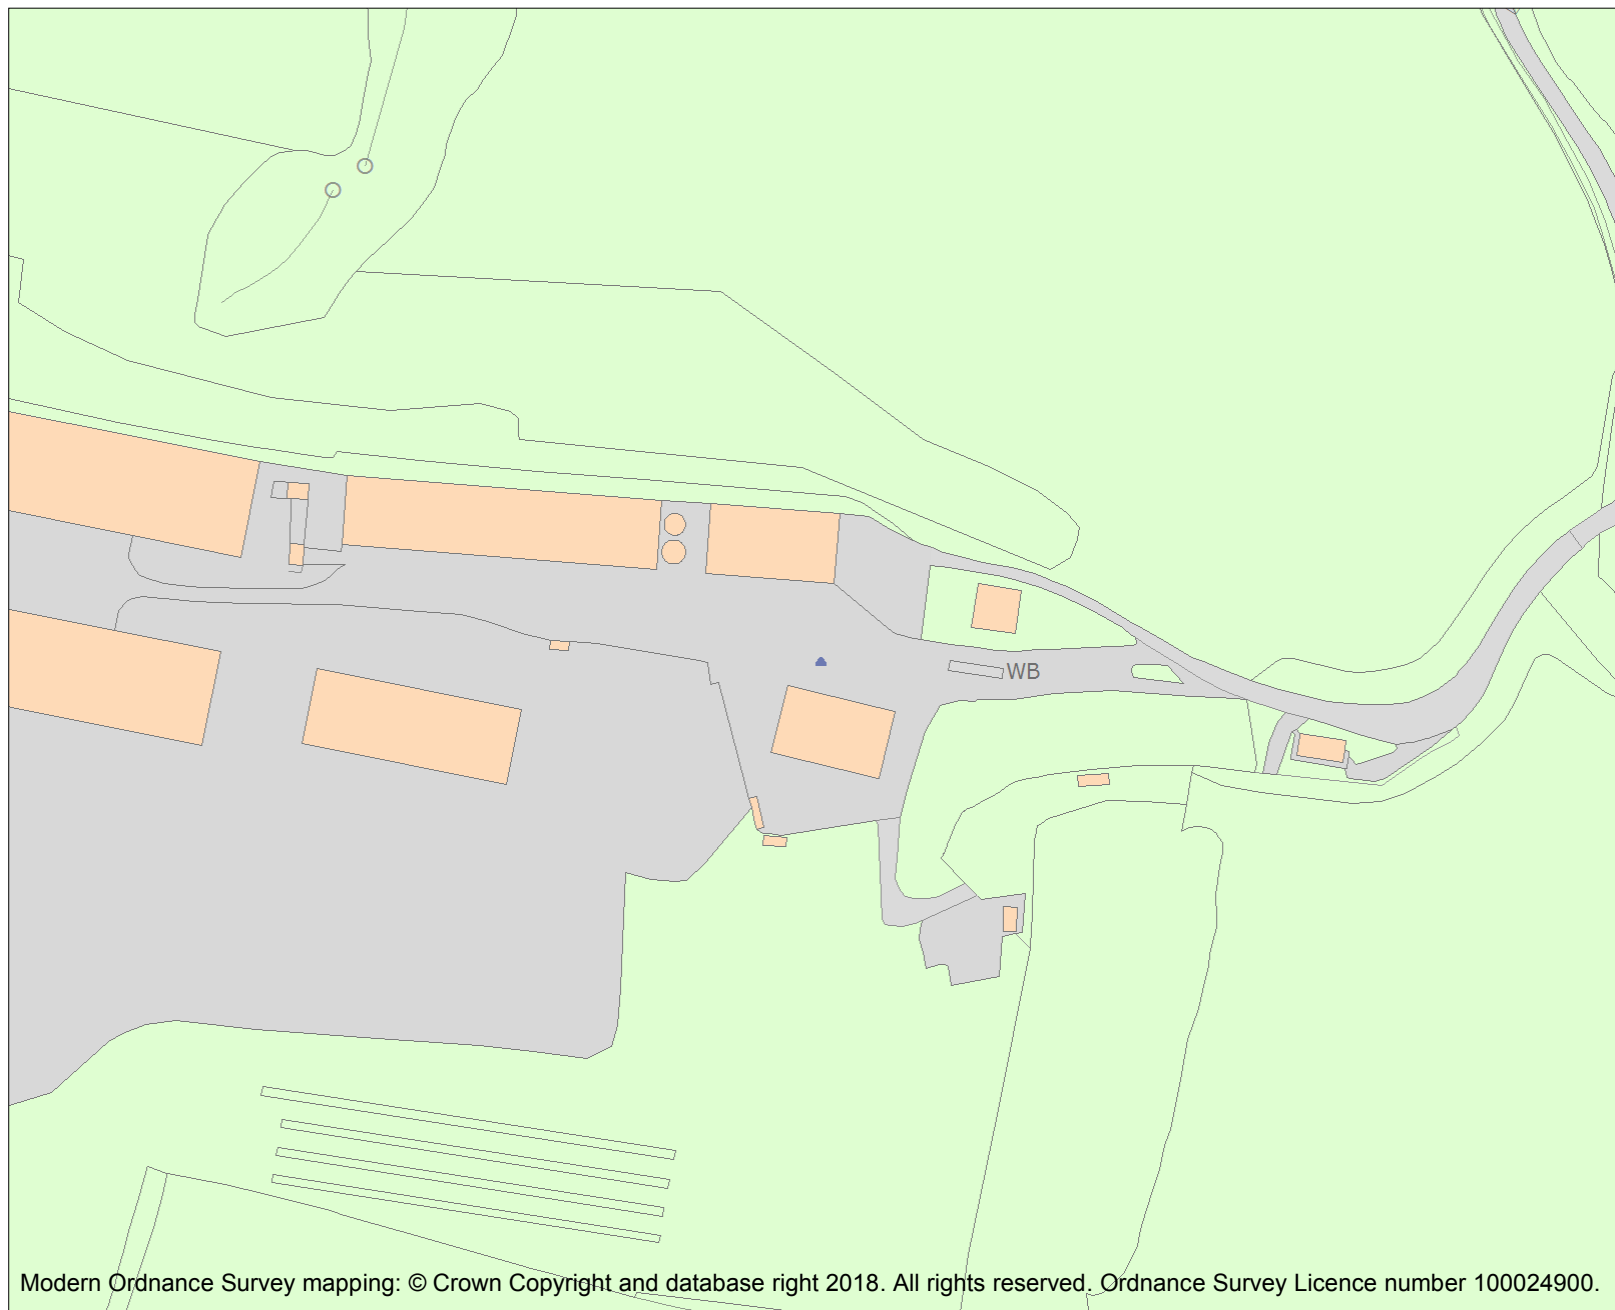 WB
Modern Ordnance Survey mapping: © Crown Copyright and database right 2018. All rights reserved. Ordnance Survey Licence number 100024900.